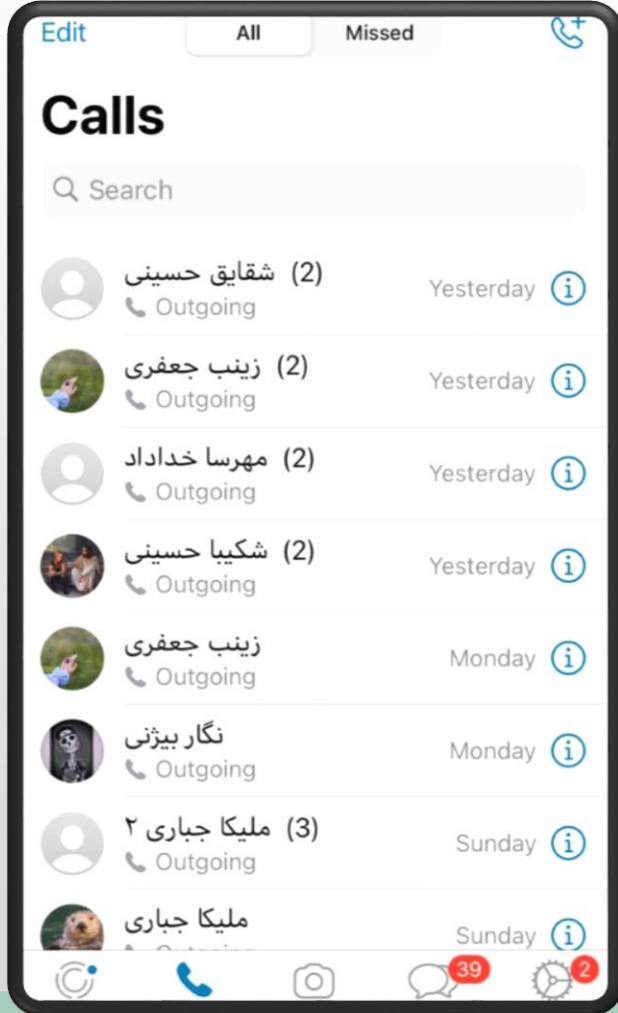 Edit All Missed
Calls
Search
شقایق حسینی (2)
Outgoing
Yesterday
زینب جعفری (2)
Outgoing
Yesterday
مهرسا خداداد (2)
Outgoing
Yesterday
شکیبا حسینی (2)
Outgoing
Yesterday
زینب جعفری
Outgoing
Monday
نگار بیژنی
Outgoing
Monday
ملیکا جباری ۲ (3)
Outgoing
Sunday
ملیکا جباری
Sunday
39 2